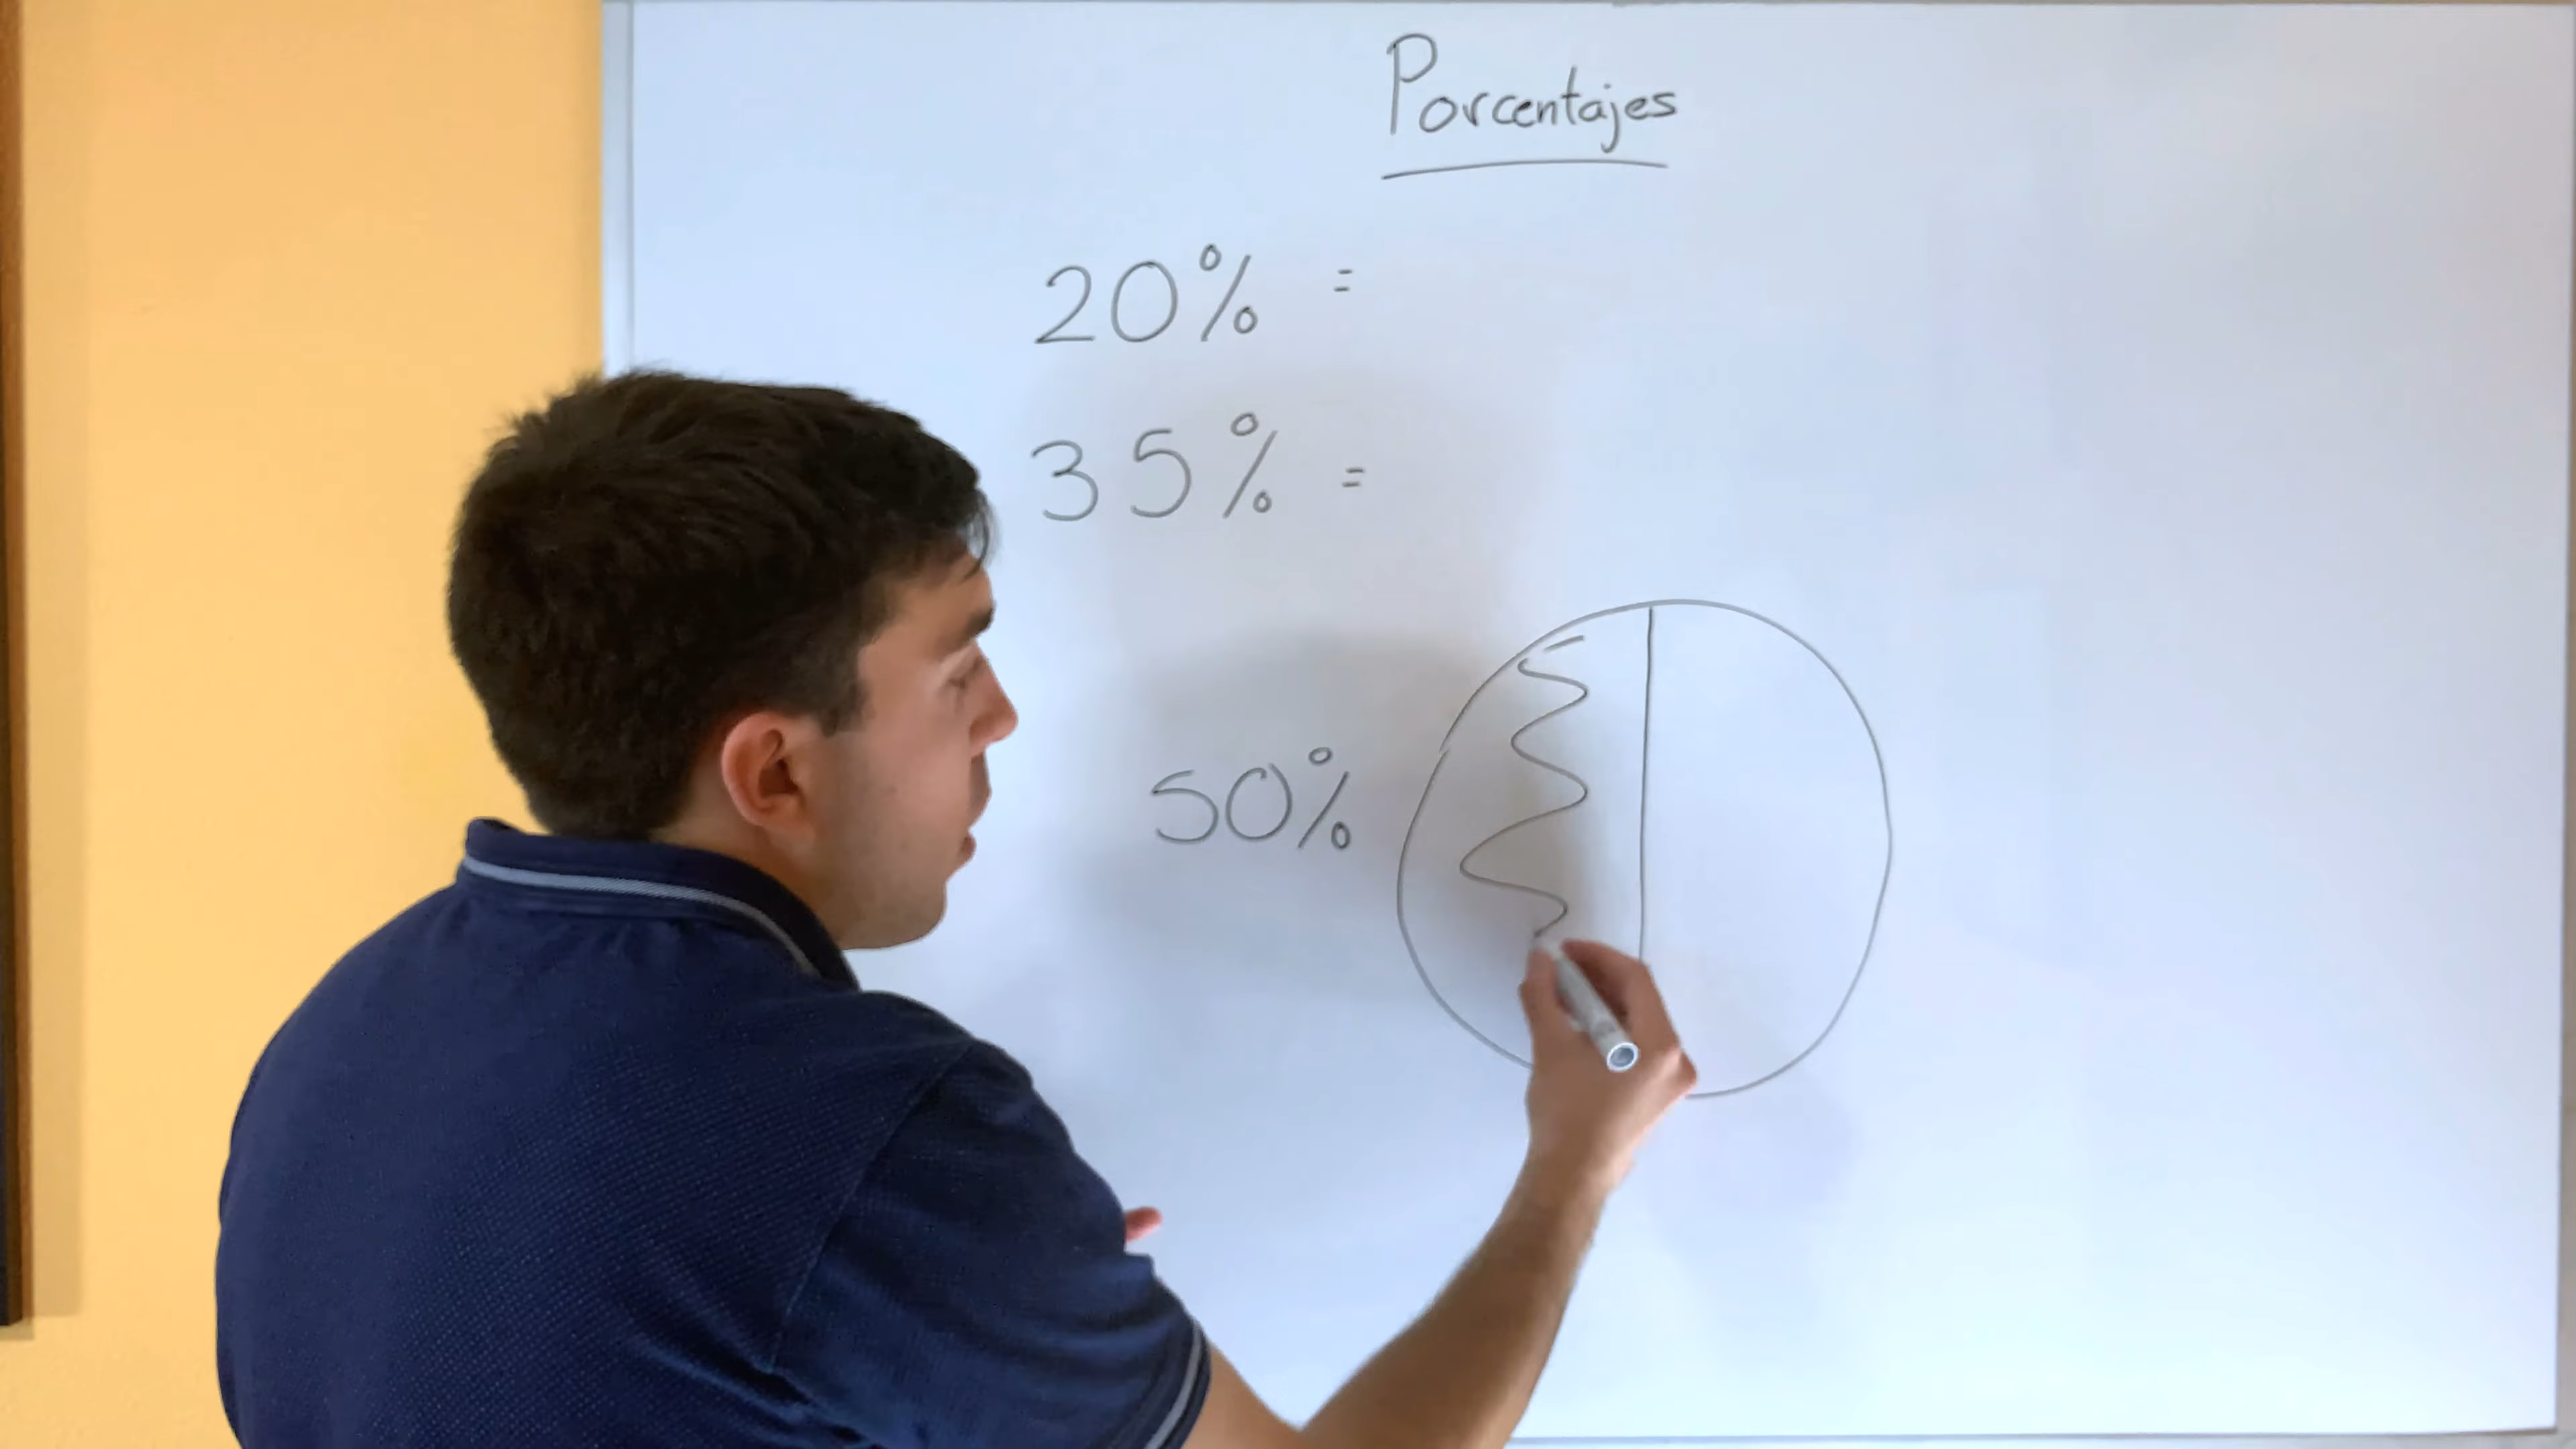 Porcentajes
20% =
35% =
50%